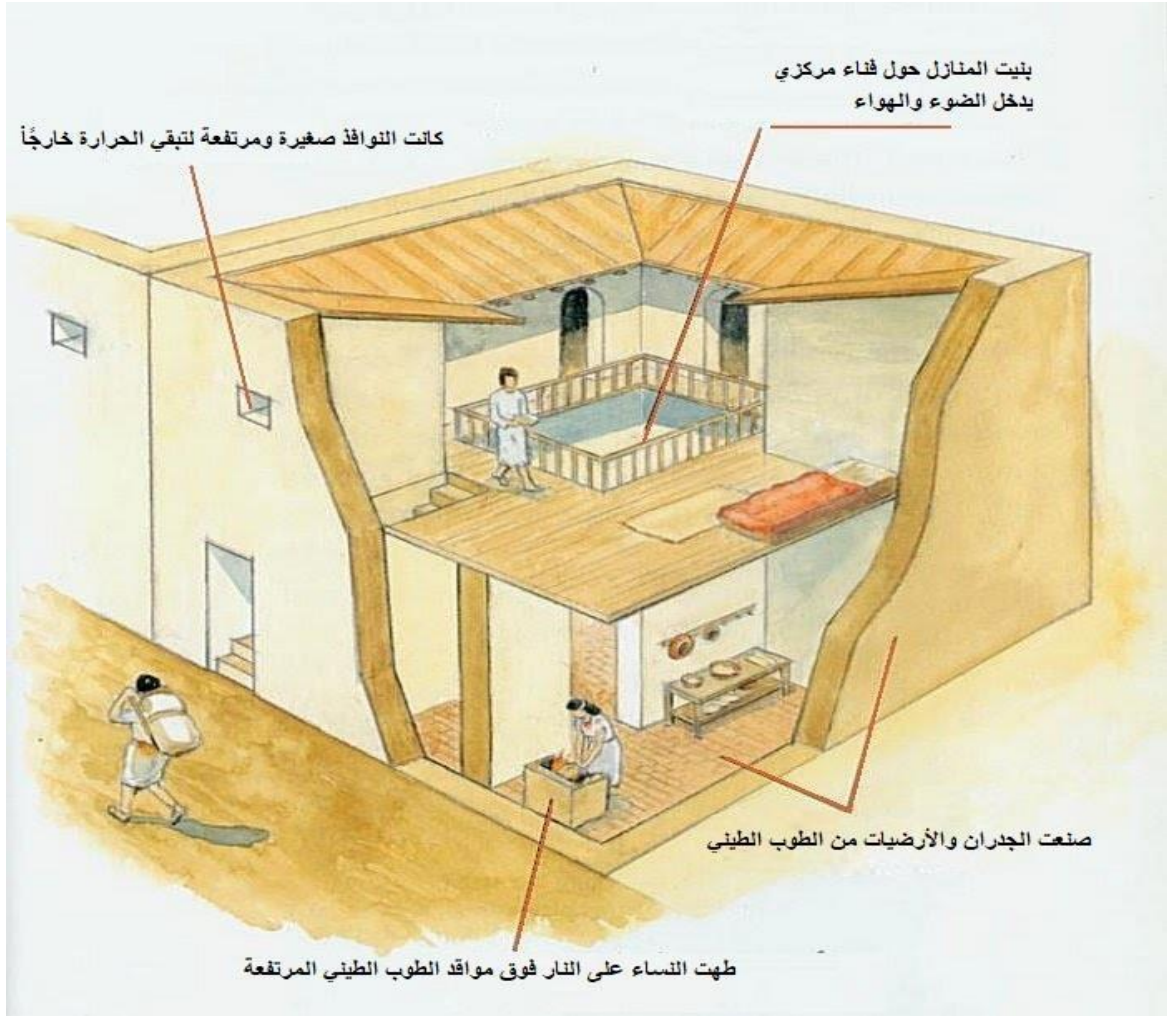 بنيت المنازل حول فناء مركزي
يدخل الضوء والهواء
كانت النوافذ صغيرة ومرتفعة لتبقي الحرارة خارجًأ
صنعت الجدران والأرضيات من الطوب الطيني
طهت النساء على النار فوق مواقد الطوب الطيني المرتفعة